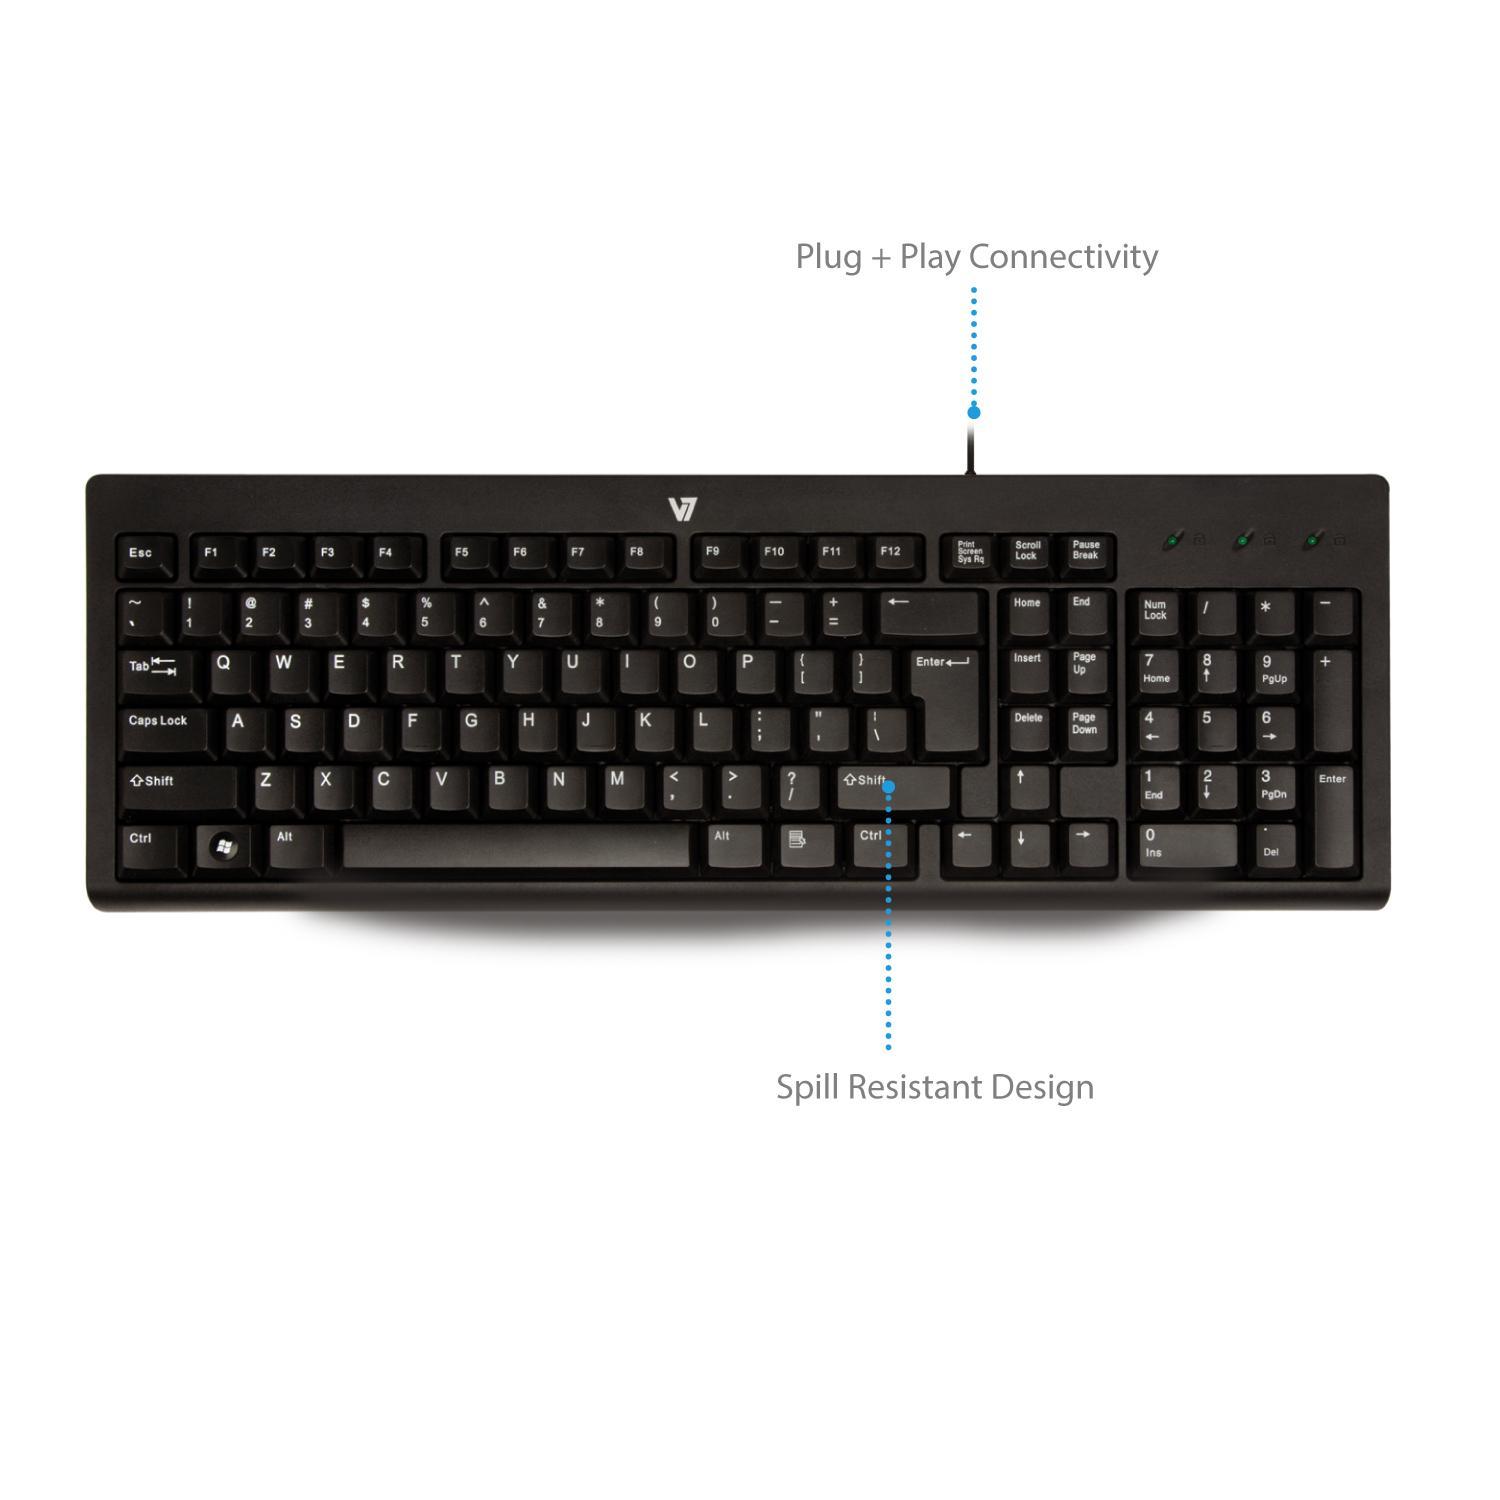 Plug + Play Connectivity
V7
Esc F1 F2 F3 F4 F5 F6 F7 F8 F9 F10 F11 F12
Print
Screen
Sys Rq
Scroll
Lock
Pause
Break
~ ! @ # $ % ^ & * ( ) — + ←
` 1 2 3 4 5 6 7 8 9 0 - =
Home End
Num
Lock
/ * −
Tab Q W E R T Y U I O P { }
[ ]
Enter
Insert
Page
Up
7 8 9 +
Home ↑ PgUp
Caps Lock A S D F G H J K L : " ¦
; ' \
Delete
Page
Down
4 5 6
← →
⇧Shift Z X C V B N M < > ? ⇧Shift
, . /
↑
1 2 3 Enter
End ↓ PgDn
Ctrl Alt Alt Ctrl
← ↓ →
0 .
Ins Del
Spill Resistant Design